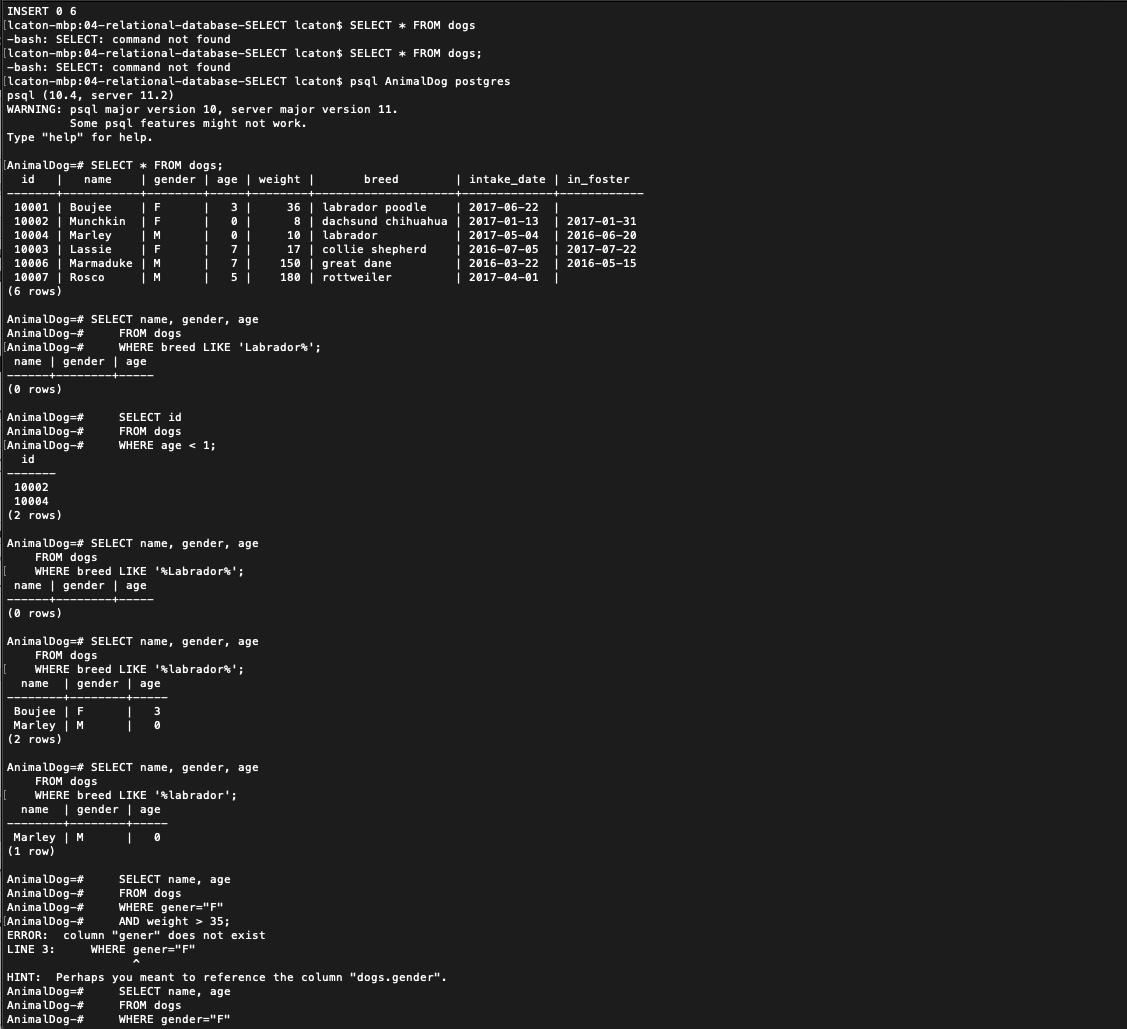 INSERT 0 6
[lcaton-mbp:04-relational-database-SELECT lcaton$ SELECT * FROM dogs
-bash: SELECT: command not found
[lcaton-mbp:04-relational-database-SELECT lcaton$ SELECT * FROM dogs;
-bash: SELECT: command not found
[lcaton-mbp:04-relational-database-SELECT lcaton$ psql AnimalDog postgres
psql (10.4, server 11.2)
WARNING: psql major version 10, server major version 11.
         Some psql features might not work.
Type "help" for help.

[AnimalDog=# SELECT * FROM dogs;
  id   |   name    | gender | age | weight |       breed        | intake_date | in_foster
-------+-----------+--------+-----+--------+--------------------+-------------+------------
 10001 | Boujee    | F      |   3 |     36 | labrador poodle    | 2017-06-22  |
 10002 | Munchkin  | F      |   0 |      8 | dachsund chihuahua | 2017-01-13  | 2017-01-31
 10004 | Marley    | M      |   0 |     10 | labrador           | 2017-05-04  | 2016-06-20
 10003 | Lassie    | F      |   7 |     17 | collie shepherd    | 2016-07-05  | 2017-07-22
 10006 | Marmaduke | M      |   7 |    150 | great dane         | 2016-03-22  | 2016-05-15
 10007 | Rosco     | M      |   5 |    180 | rottweiler         | 2017-04-01  |
(6 rows)

AnimalDog=# SELECT name, gender, age
AnimalDog-#     FROM dogs
[AnimalDog-#     WHERE breed LIKE 'Labrador%';
 name | gender | age
------+--------+-----
(0 rows)

AnimalDog=#     SELECT id
AnimalDog-#     FROM dogs
[AnimalDog-#     WHERE age < 1;
  id
-------
 10002
 10004
(2 rows)

AnimalDog=# SELECT name, gender, age
    FROM dogs
[    WHERE breed LIKE '%Labrador%';
 name | gender | age
------+--------+-----
(0 rows)

AnimalDog=# SELECT name, gender, age
    FROM dogs
[    WHERE breed LIKE '%labrador%';
  name  | gender | age
--------+--------+-----
 Boujee | F      |   3
 Marley | M      |   0
(2 rows)

AnimalDog=# SELECT name, gender, age
    FROM dogs
[    WHERE breed LIKE '%labrador';
  name  | gender | age
--------+--------+-----
 Marley | M      |   0
(1 row)

AnimalDog=#     SELECT name, age
AnimalDog-#     FROM dogs
AnimalDog-#     WHERE gener="F"
[AnimalDog-#     AND weight > 35;
ERROR:  column "gener" does not exist
LINE 3:     WHERE gener="F"
                  ^
HINT:  Perhaps you meant to reference the column "dogs.gender".
AnimalDog=#     SELECT name, age
AnimalDog-#     FROM dogs
AnimalDog-#     WHERE gender="F"